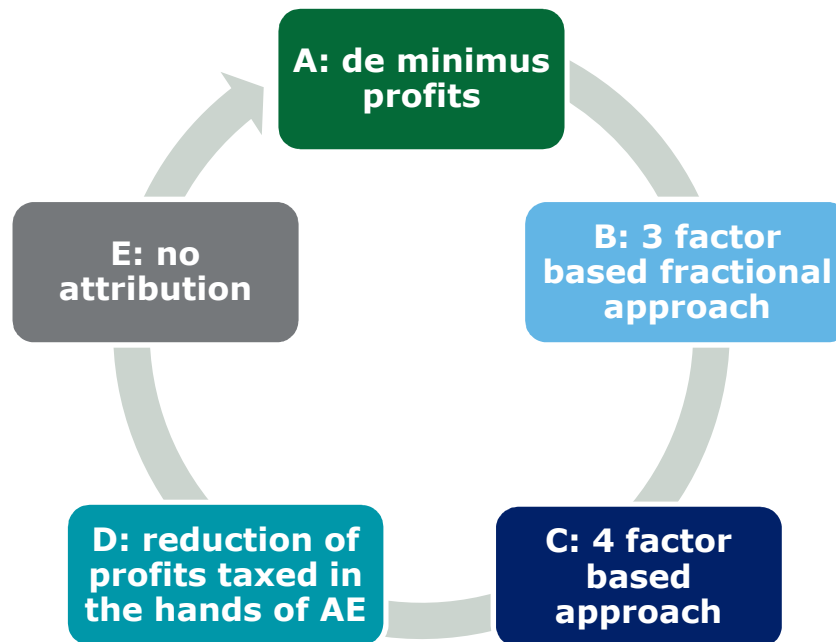 A: de minimus
profits
B: 3 factor
based fractional
approach
C: 4 factor
based
approach
D: reduction of
profits taxed in
the hands of AE
E: no
attribution